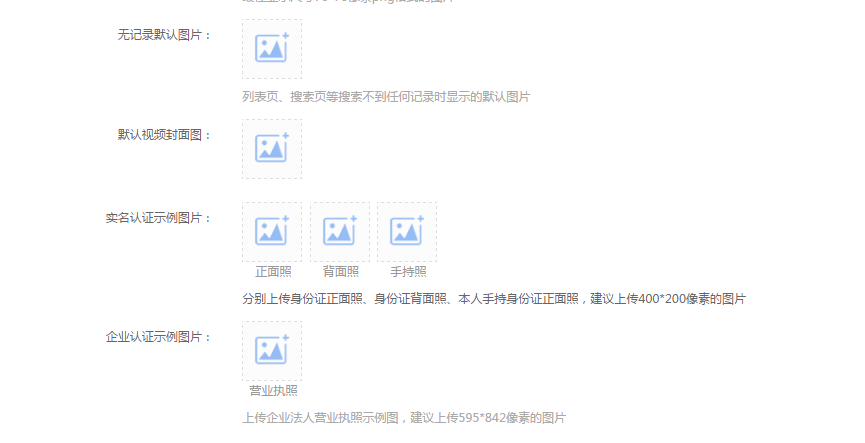 无记录默认图片：
列表页、搜索页等搜索不到任何记录时显示的默认图片
默认视频封面图：
实名认证示例图片：
正面照 背面照 手持照
分别上传身份证正面照、身份证背面照、本人手持身份证正面照，建议上传400*200像素的图片
企业认证示例图片：
营业执照
上传企业法人营业执照示例图，建议上传595*842像素的图片